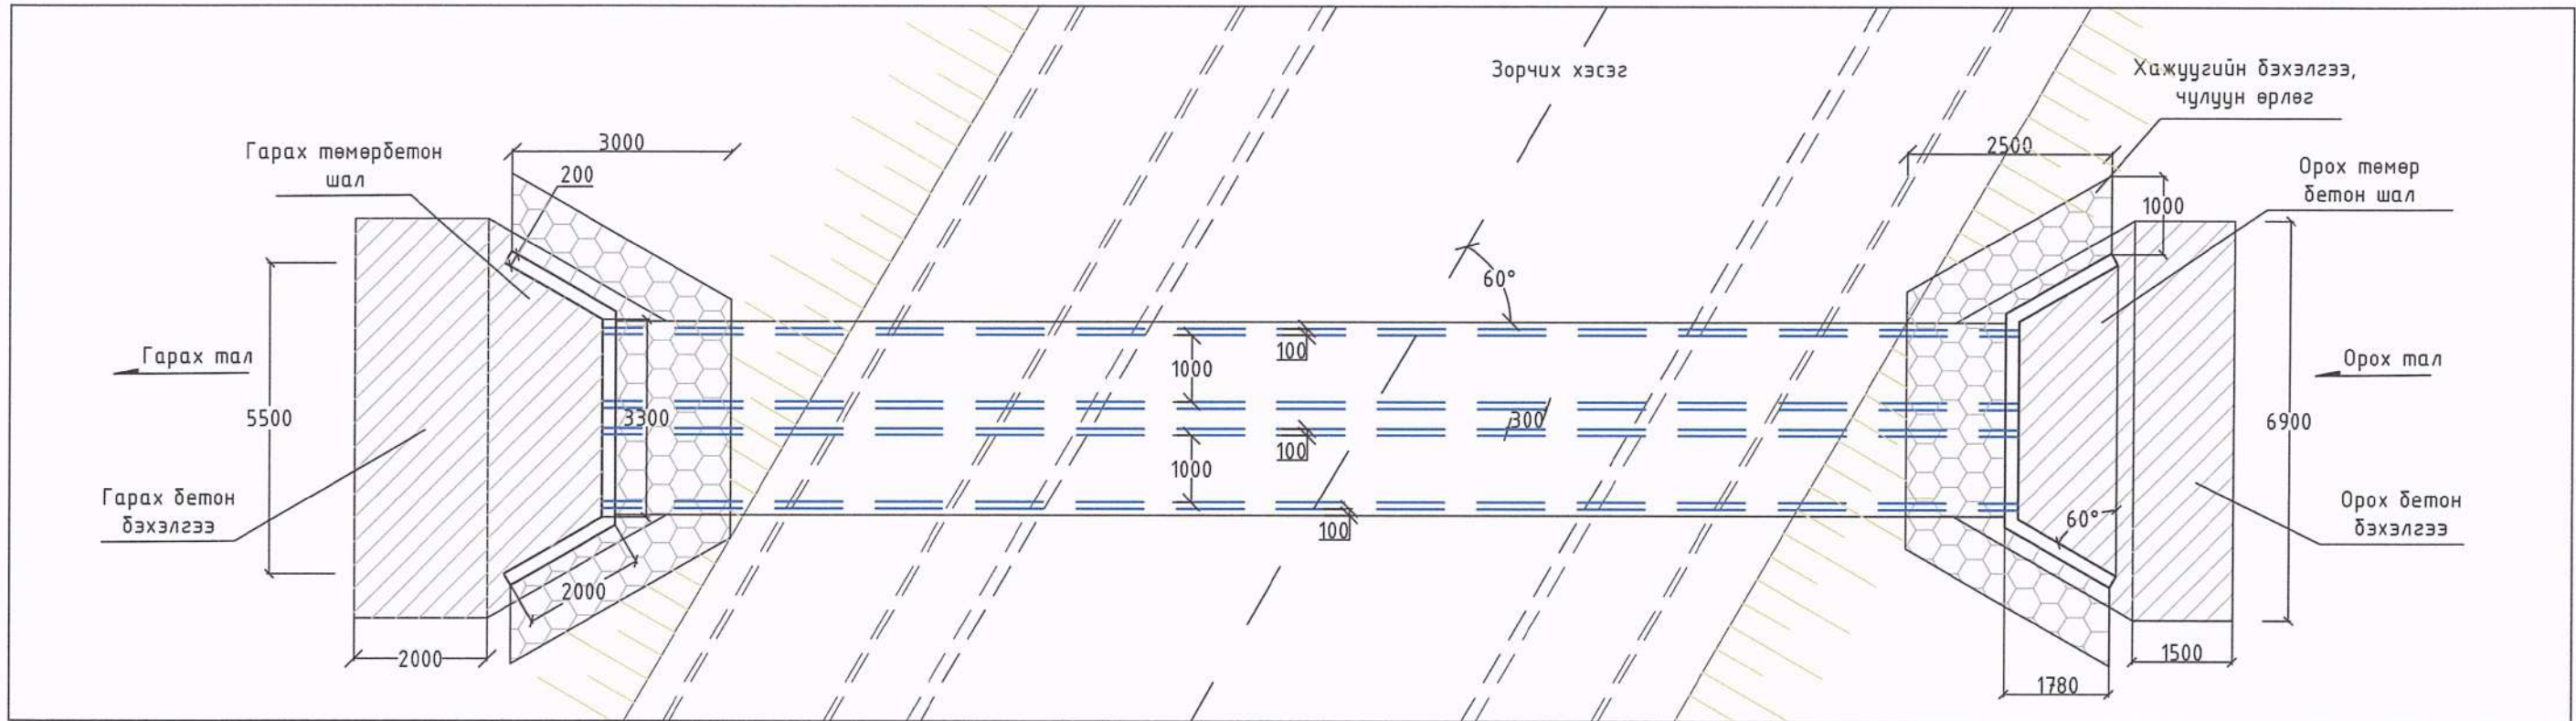 Зорчих хэсэг
Хажуугийн бэхэлгээ,
чулуун өрлөг
3000
2500
Гарах төмөрбетон
шал
200
Орох төмөр
бетон шал
1000
60°
Гарах тал
100
1000
Орох тал
5500
3300
300
6900
100
1000
Гарах бетон
бэхэлгээ
100
60°
Орох бетон
бэхэлгээ
2000
2000
1500
1780